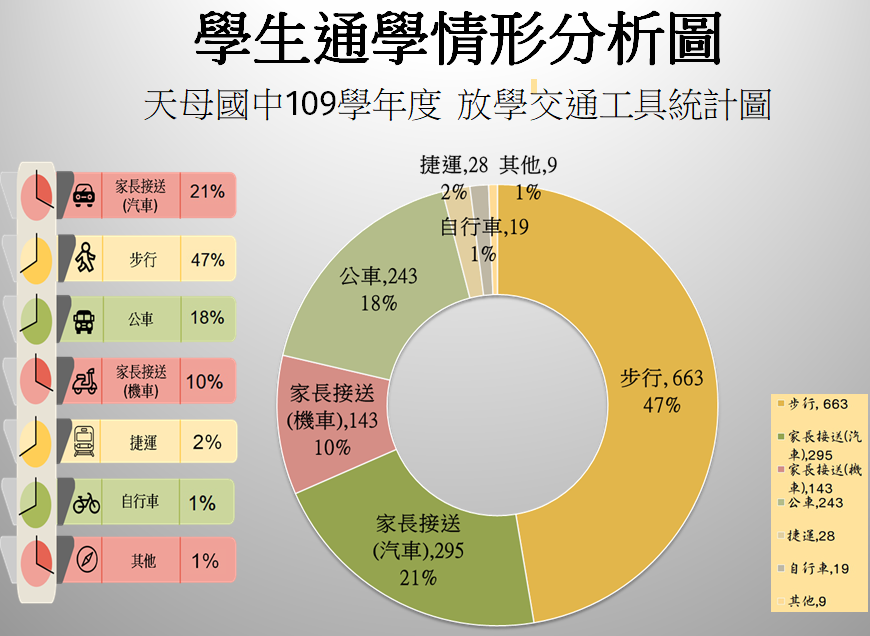 學生通學情形分析圖
天母國中109學年度 放學交通工具統計圖
家長接送
(汽車)
21%
步行
47%
公車
18%
家長接送
(機車)
10%
捷運
2%
自行車
1%
其他
1%
捷運,28
2%
其他,9
1%
自行車,19
1%
公車,243
18%
步行, 663
47%
家長接送
(機車),143
10%
家長接送
(汽車),295
21%
步行, 663
家長接送(汽
車),295
家長接送(機
車),143
公車,243
捷運,28
自行車,19
其他,9